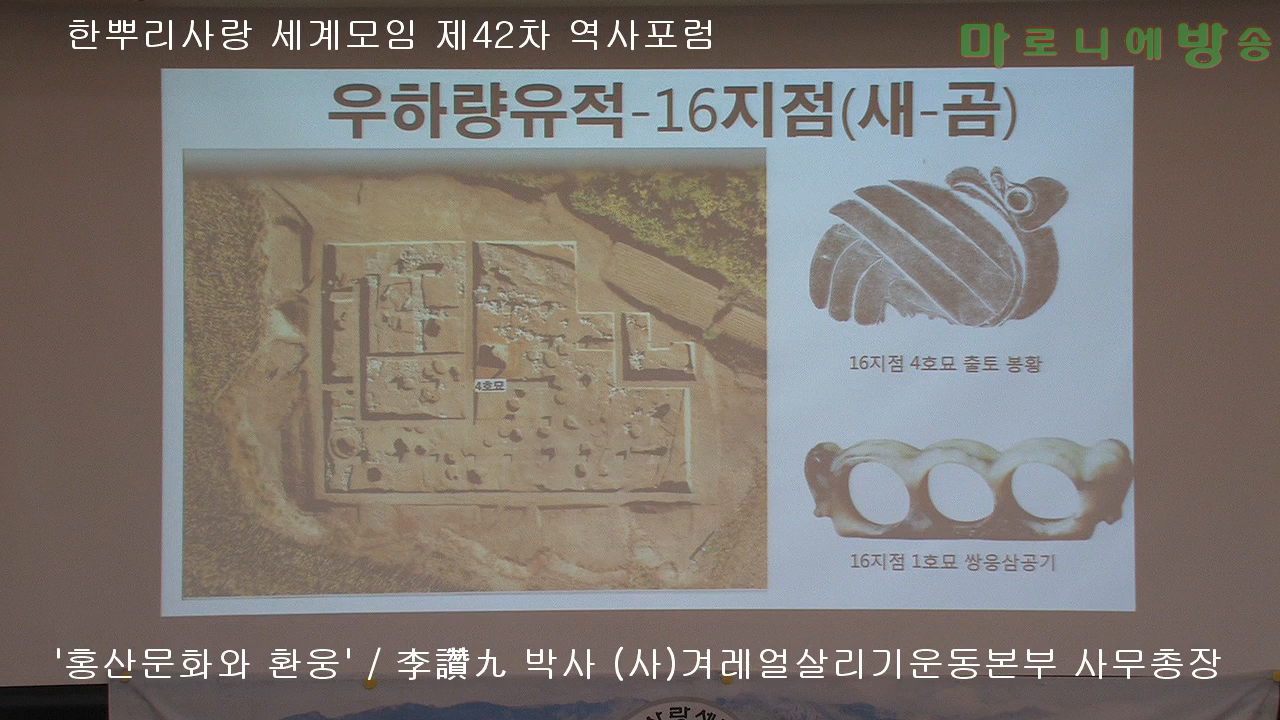 한뿌리사랑 세계모임 제42차 역사포럼
마로니에방송
우하량유적-16지점(새-곰)
4호묘
16지점 4호묘 출토 봉황
16지점 1호묘 쌍웅삼공기
'홍산문화와 환웅' / 李讚九 박사 (사)겨레얼살리기운동본부 사무총장
사랑세